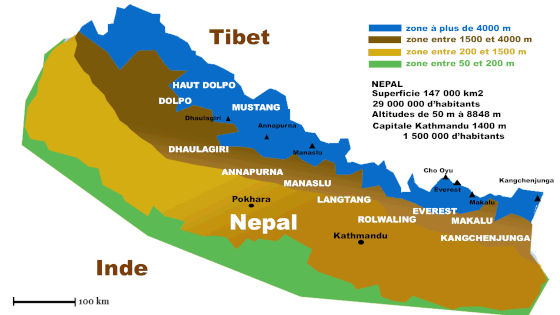 Tibet
zone à plus de 4000 m
zone entre 1500 et 4000 m
zone entre 200 et 1500 m
zone entre 50 et 200 m
NEPAL
Superficie 147 000 km2
29 000 000 d'habitants
Altitudes de 50 m à 8848 m
Capitale Kathmandu 1400 m
1 500 000 d'habitants
HAUT DOLPO
DOLPO
MUSTANG
Dhaulagiri
Annapurna
Manaslu
DHAULAGIRI
ANNAPURNA
MANASLU
LANGTANG
ROLWALING
EVEREST
MAKALU
KANGCHENJUNGA
Cho Oyu
Everest
Makalu
Kangchenjunga
Pokhara
Nepal
Kathmandu
Inde
100 km